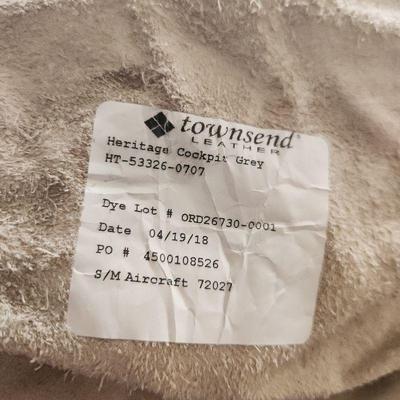 townsend
LEATHER
Heritage Cockpit Grey
HT-53326-0707
Dye Lot # ORD26730-0001
Date 04/19/18
PO # 4500108526
S/M Aircraft 72027